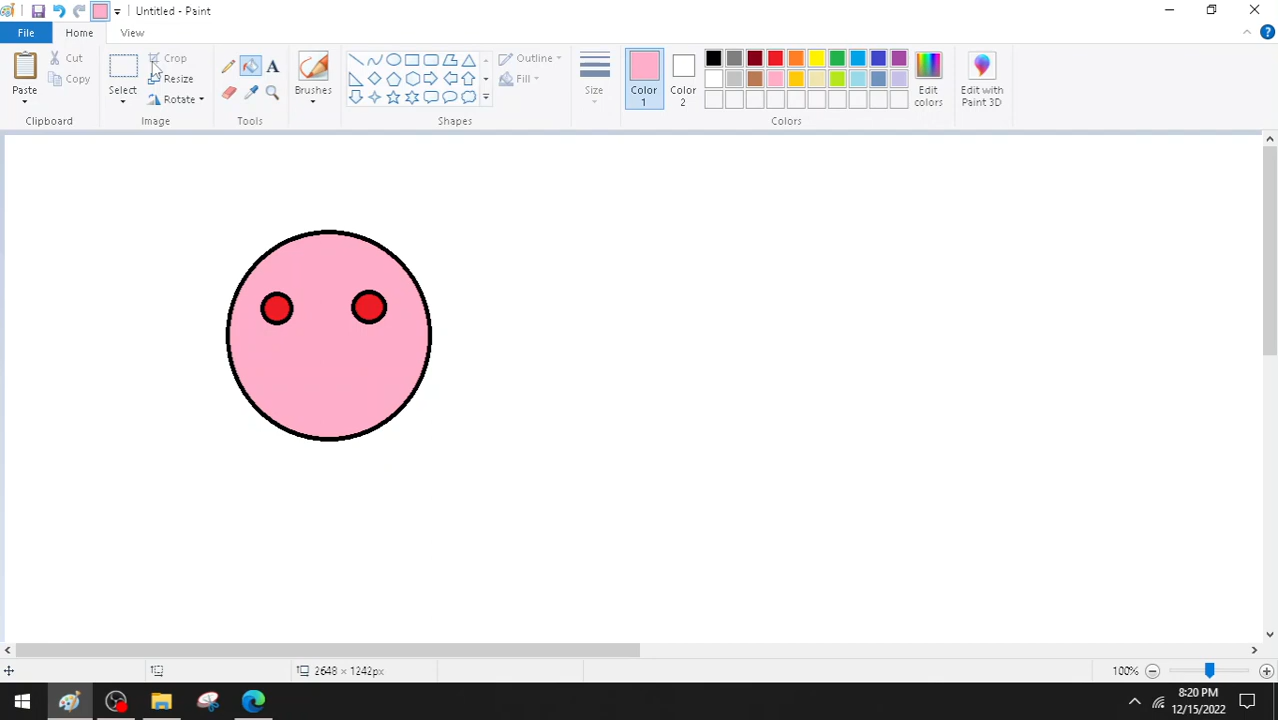 Untitled - Paint
File Home View
Paste Cut Copy Clipboard
Select Crop Resize Rotate Image
A Tools
Brushes
Shapes Outline Fill
Size
Color 1 Color 2 Edit colors Colors
Edit with Paint 3D
2648 × 1242px 100%
8:20 PM
12/15/2022